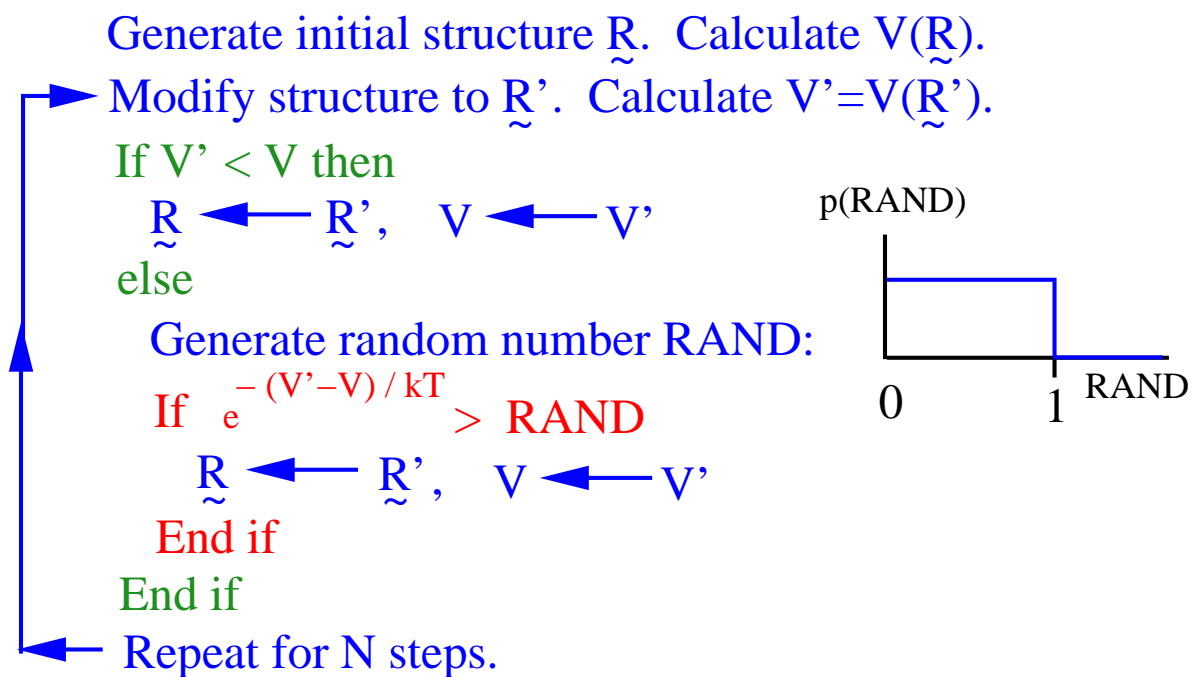 Generate initial structure R̰. Calculate V(R̰).
Modify structure to R̰’. Calculate V’=V(R̰’).
If V’ < V then
R̰ ← R̰’, V ← V’
else
Generate random number RAND:
If e^{– (V’–V) / kT} > RAND
R̰ ← R̰’, V ← V’
End if
End if
Repeat for N steps.
p(RAND)
0 1 RAND